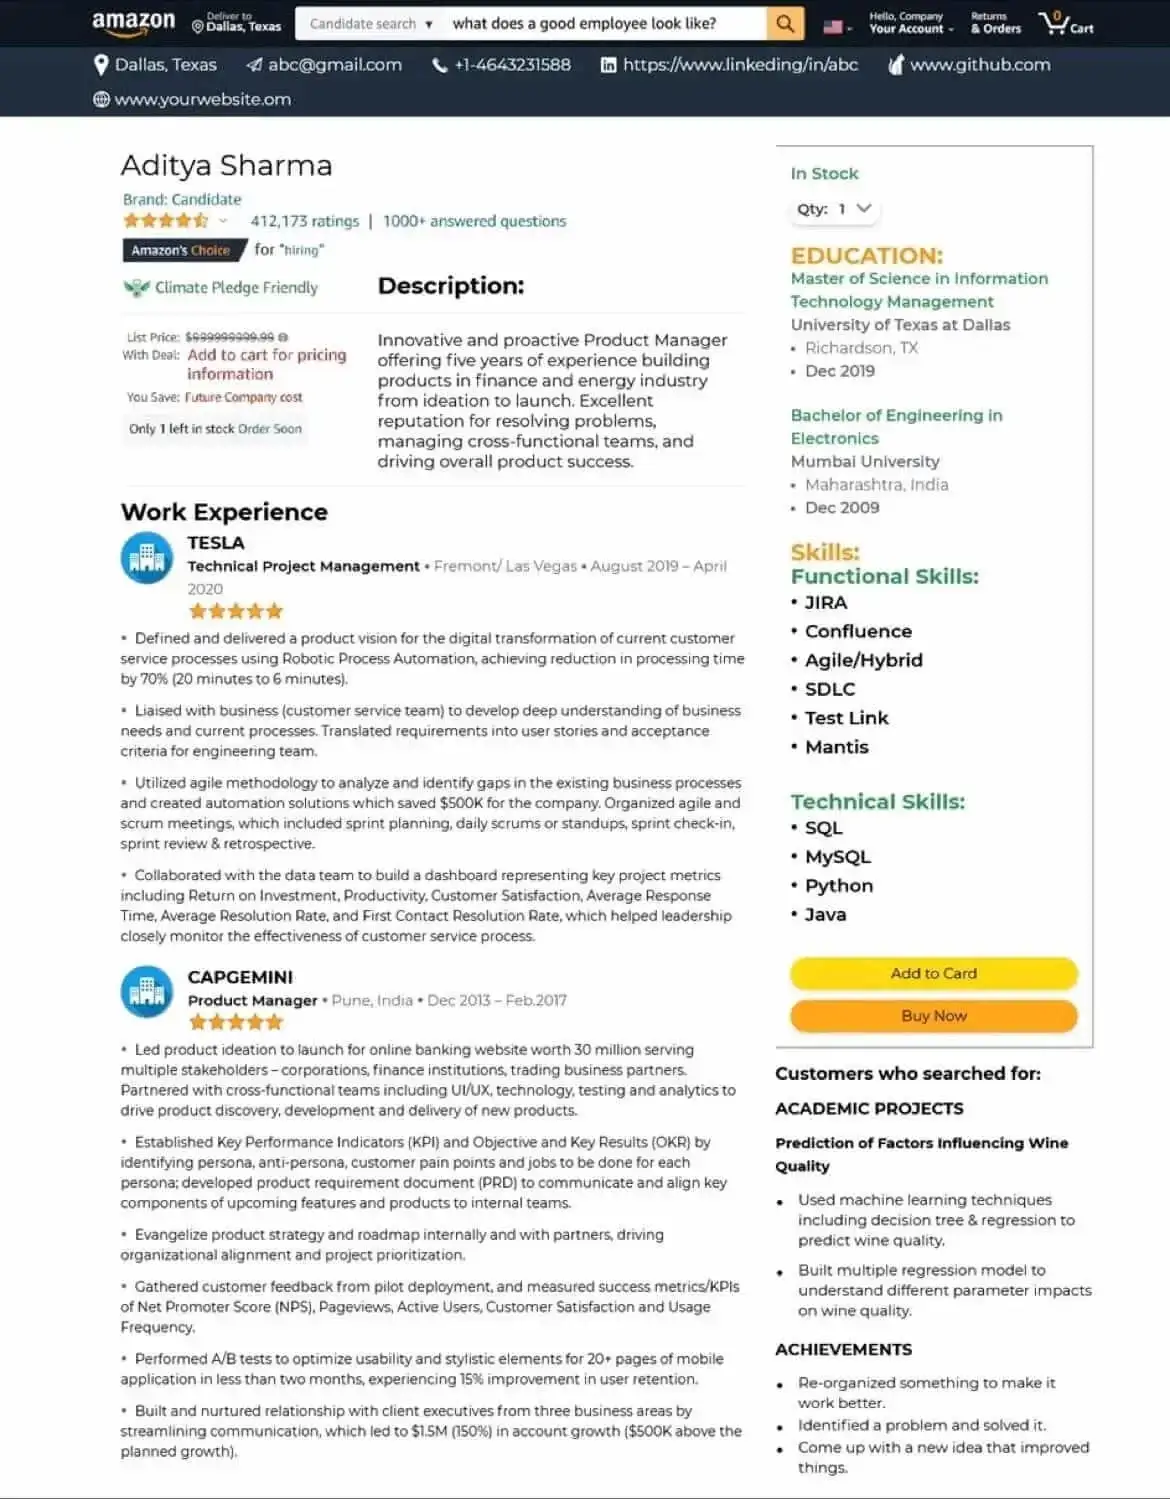 amazon
Deliver to
Dallas, Texas
Candidate search ▾
what does a good employee look like?
Hello, Company
Your Account
Returns
& Orders
0
Cart
Dallas, Texas
abc@gmail.com
+1-4643231588
https://www.linkeding/in/abc
www.github.com
www.yourwebsite.om
Aditya Sharma
Brand: Candidate
412,173 ratings | 1000+ answered questions
Amazon's Choice for "hiring"
Climate Pledge Friendly
List Price: $999999999.99
With Deal: Add to cart for pricing
information
You Save: Future Company cost
Only 1 left in stock Order Soon
Description:
Innovative and proactive Product Manager
offering five years of experience building
products in finance and energy industry
from ideation to launch. Excellent
reputation for resolving problems,
managing cross-functional teams, and
driving overall product success.
Work Experience
TESLA
Technical Project Management • Fremont/ Las Vegas • August 2019 – April
2020
• Defined and delivered a product vision for the digital transformation of current customer
service processes using Robotic Process Automation, achieving reduction in processing time
by 70% (20 minutes to 6 minutes).
• Liaised with business (customer service team) to develop deep understanding of business
needs and current processes. Translated requirements into user stories and acceptance
criteria for engineering team.
• Utilized agile methodology to analyze and identify gaps in the existing business processes
and created automation solutions which saved $500K for the company. Organized agile and
scrum meetings, which included sprint planning, daily scrums or standups, sprint check-in,
sprint review & retrospective.
• Collaborated with the data team to build a dashboard representing key project metrics
including Return on Investment, Productivity, Customer Satisfaction, Average Response
Time, Average Resolution Rate, and First Contact Resolution Rate, which helped leadership
closely monitor the effectiveness of customer service process.
CAPGEMINI
Product Manager • Pune, India • Dec 2013 – Feb.2017
• Led product ideation to launch for online banking website worth 30 million serving
multiple stakeholders – corporations, finance institutions, trading business partners.
Partnered with cross-functional teams including UI/UX, technology, testing and analytics to
drive product discovery, development and delivery of new products.
• Established Key Performance Indicators (KPI) and Objective and Key Results (OKR) by
identifying persona, anti-persona, customer pain points and jobs to be done for each
persona; developed product requirement document (PRD) to communicate and align key
components of upcoming features and products to internal teams.
• Evangelize product strategy and roadmap internally and with partners, driving
organizational alignment and project prioritization.
• Gathered customer feedback from pilot deployment, and measured success metrics/KPIs
of Net Promoter Score (NPS), Pageviews, Active Users, Customer Satisfaction and Usage
Frequency.
• Performed A/B tests to optimize usability and stylistic elements for 20+ pages of mobile
application in less than two months, experiencing 15% improvement in user retention.
• Built and nurtured relationship with client executives from three business areas by
streamlining communication, which led to $1.5M (150%) in account growth ($500K above the
planned growth).
In Stock
Qty: 1
EDUCATION:
Master of Science in Information
Technology Management
University of Texas at Dallas
• Richardson, TX
• Dec 2019
Bachelor of Engineering in
Electronics
Mumbai University
• Maharashtra, India
• Dec 2009
Skills:
Functional Skills:
• JIRA
• Confluence
• Agile/Hybrid
• SDLC
• Test Link
• Mantis
Technical Skills:
• SQL
• MySQL
• Python
• Java
Add to Card
Buy Now
Customers who searched for:
ACADEMIC PROJECTS
Prediction of Factors Influencing Wine
Quality
• Used machine learning techniques
including decision tree & regression to
predict wine quality.
• Built multiple regression model to
understand different parameter impacts
on wine quality.
ACHIEVEMENTS
• Re-organized something to make it
work better.
• Identified a problem and solved it.
• Come up with a new idea that improved
things.